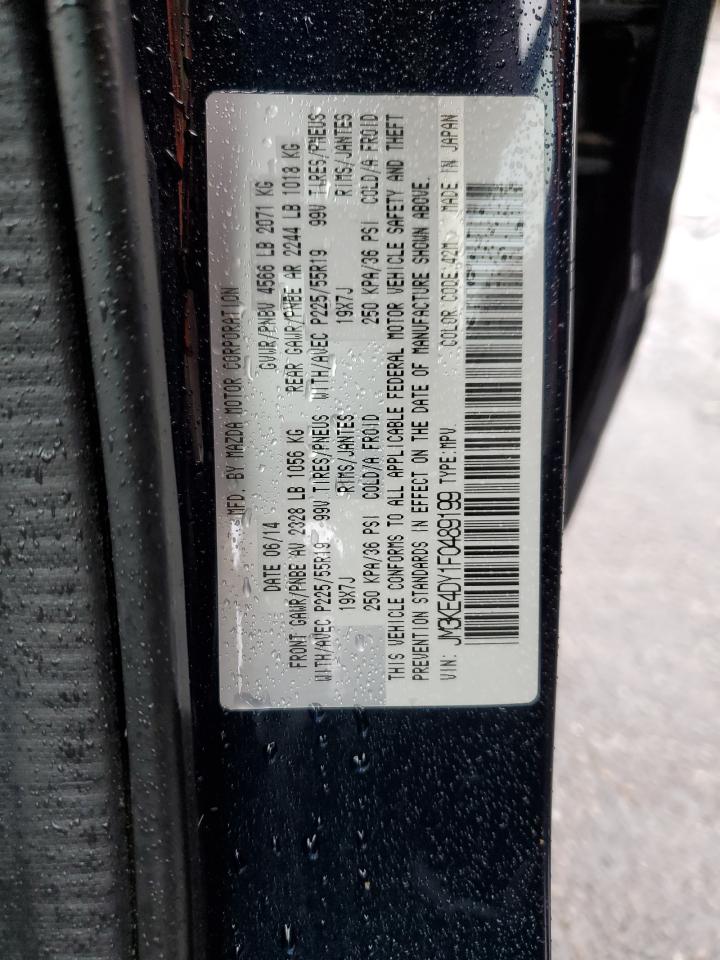 MFD. BY MAZDA MOTOR CORPORATION
DATE 06/14 GVWR/PNBV 4566 LB 2071 KG
FRONT GAWR/PNBE AV 2328 LB 1056 KG REAR GAWR/PNBE AR 2244 LB 1018 KG
WITH/AVEC P225/55R19 99V TIRES/PNEUS WITH/AVEC P225/55R19 99V TIRES/PNEUS
19X7J RIMS/JANTES 19X7J RIMS/JANTES
250 KPA/36 PSI COLD/A FROID 250 KPA/36 PSI COLD/A FROID
THIS VEHICLE CONFORMS TO ALL APPLICABLE FEDERAL MOTOR VEHICLE SAFETY AND THEFT
PREVENTION STANDARDS IN EFFECT ON THE DATE OF MANUFACTURE SHOWN ABOVE.
VIN: JM3KE4DY1F0489199 TYPE:MPV. COLOR CODE:42M. MADE IN JAPAN